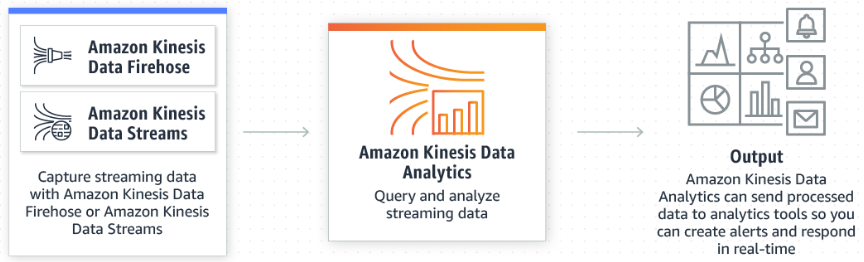 Amazon Kinesis
Data Firehose
Amazon Kinesis
Data Streams
Capture streaming data
with Amazon Kinesis Data
Firehose or Amazon Kinesis
Data Streams
Amazon Kinesis Data
Analytics
Query and analyze
streaming data
Output
Amazon Kinesis Data
Analytics can send processed
data to analytics tools so you
can create alerts and respond
in real-time